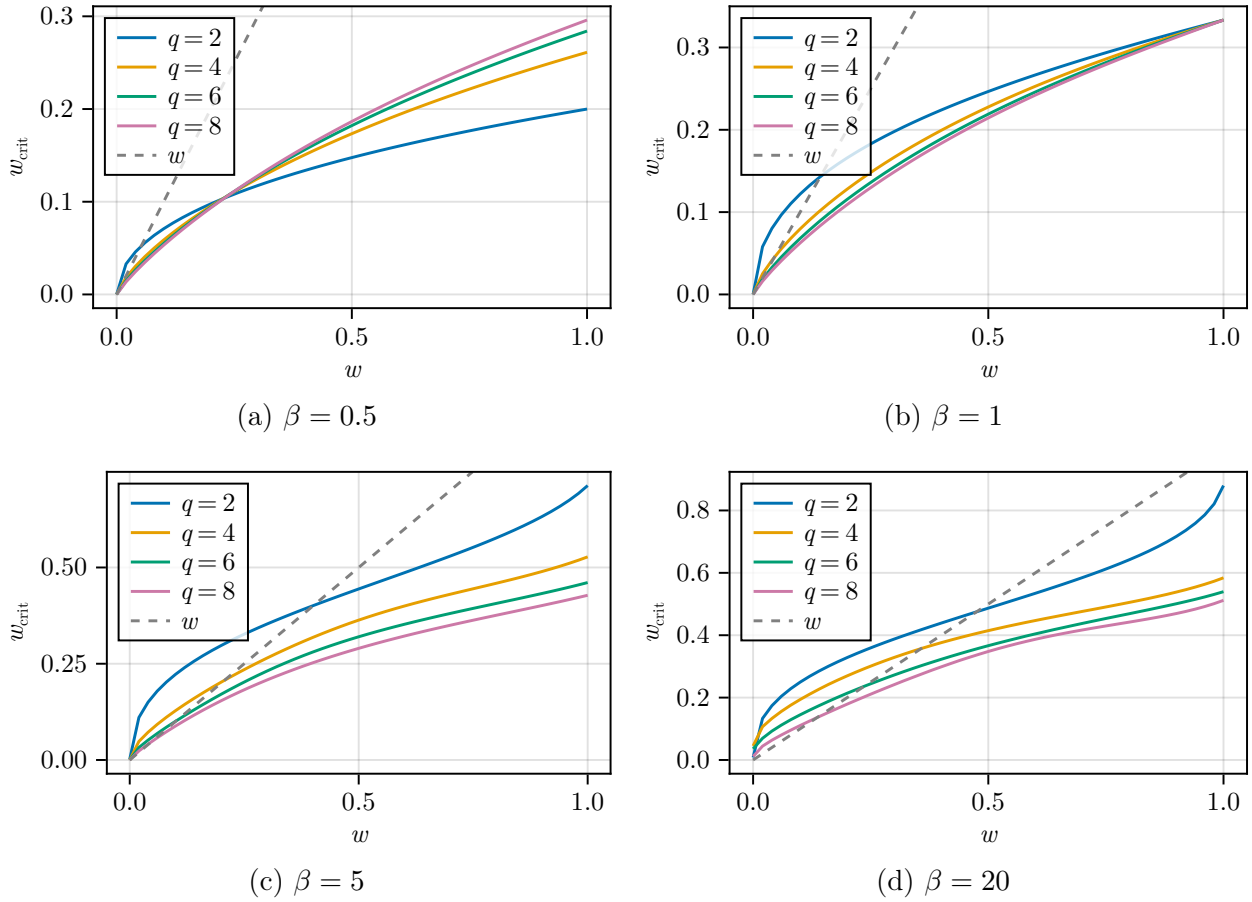 0.3
0.2
0.1
0.0
w_crit
q = 2
q = 4
q = 6
q = 8
w
0.0 0.5 1.0
w
(a) β = 0.5
0.3
0.2
0.1
0.0
w_crit
q = 2
q = 4
q = 6
q = 8
w
0.0 0.5 1.0
w
(b) β = 1
0.50
0.25
0.00
w_crit
q = 2
q = 4
q = 6
q = 8
w
0.0 0.5 1.0
w
(c) β = 5
0.8
0.6
0.4
0.2
0.0
w_crit
q = 2
q = 4
q = 6
q = 8
w
0.0 0.5 1.0
w
(d) β = 20